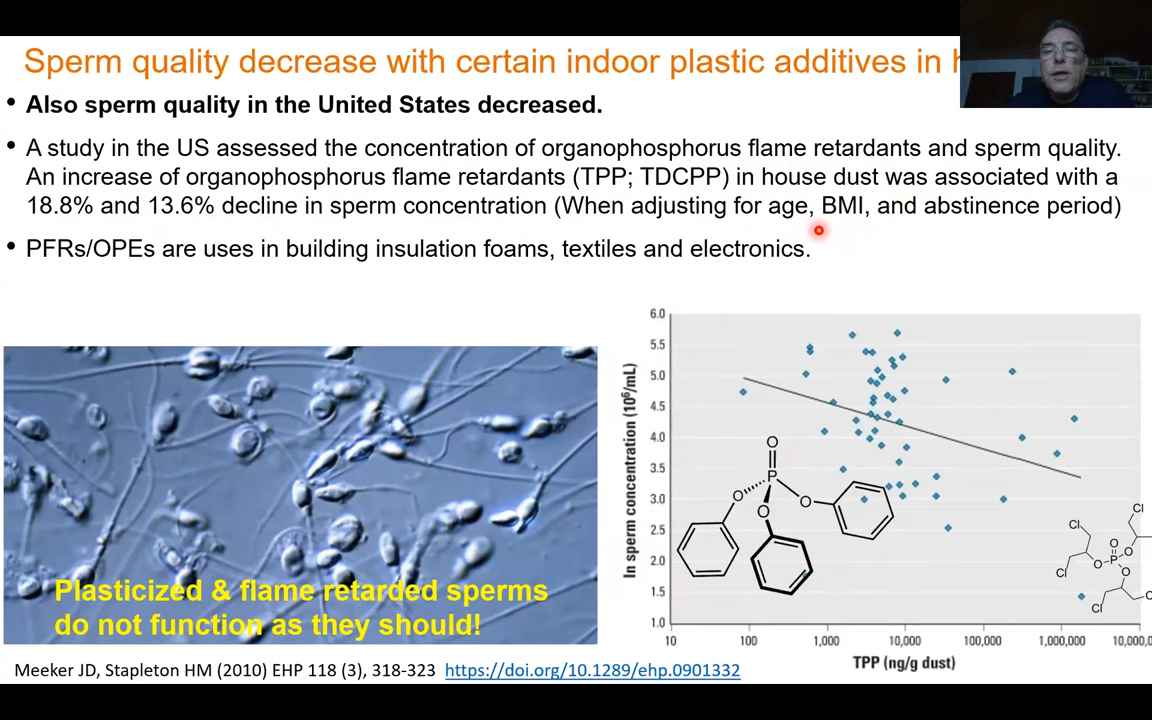 Sperm quality decrease with certain indoor plastic additives in
• Also sperm quality in the United States decreased.
• A study in the US assessed the concentration of organophosphorus flame retardants and sperm quality.
An increase of organophosphorus flame retardants (TPP; TDCPP) in house dust was associated with a
18.8% and 13.6% decline in sperm concentration (When adjusting for age, BMI, and abstinence period)
• PFRs/OPEs are uses in building insulation foams, textiles and electronics.
Plasticized & flame retarded sperms
do not function as they should!
ln sperm concentration (10⁶/mL)
6.0
5.5
5.0
4.5
4.0
3.5
3.0
2.5
2.0
1.5
1.0
O
P
O
O
O
Cl
Cl
O
O
P
O
O
Cl
Cl
10
100
1,000
10,000
100,000
1,000,000
10,000,0
TPP (ng/g dust)
Meeker JD, Stapleton HM (2010) EHP 118 (3), 318-323 https://doi.org/10.1289/ehp.0901332